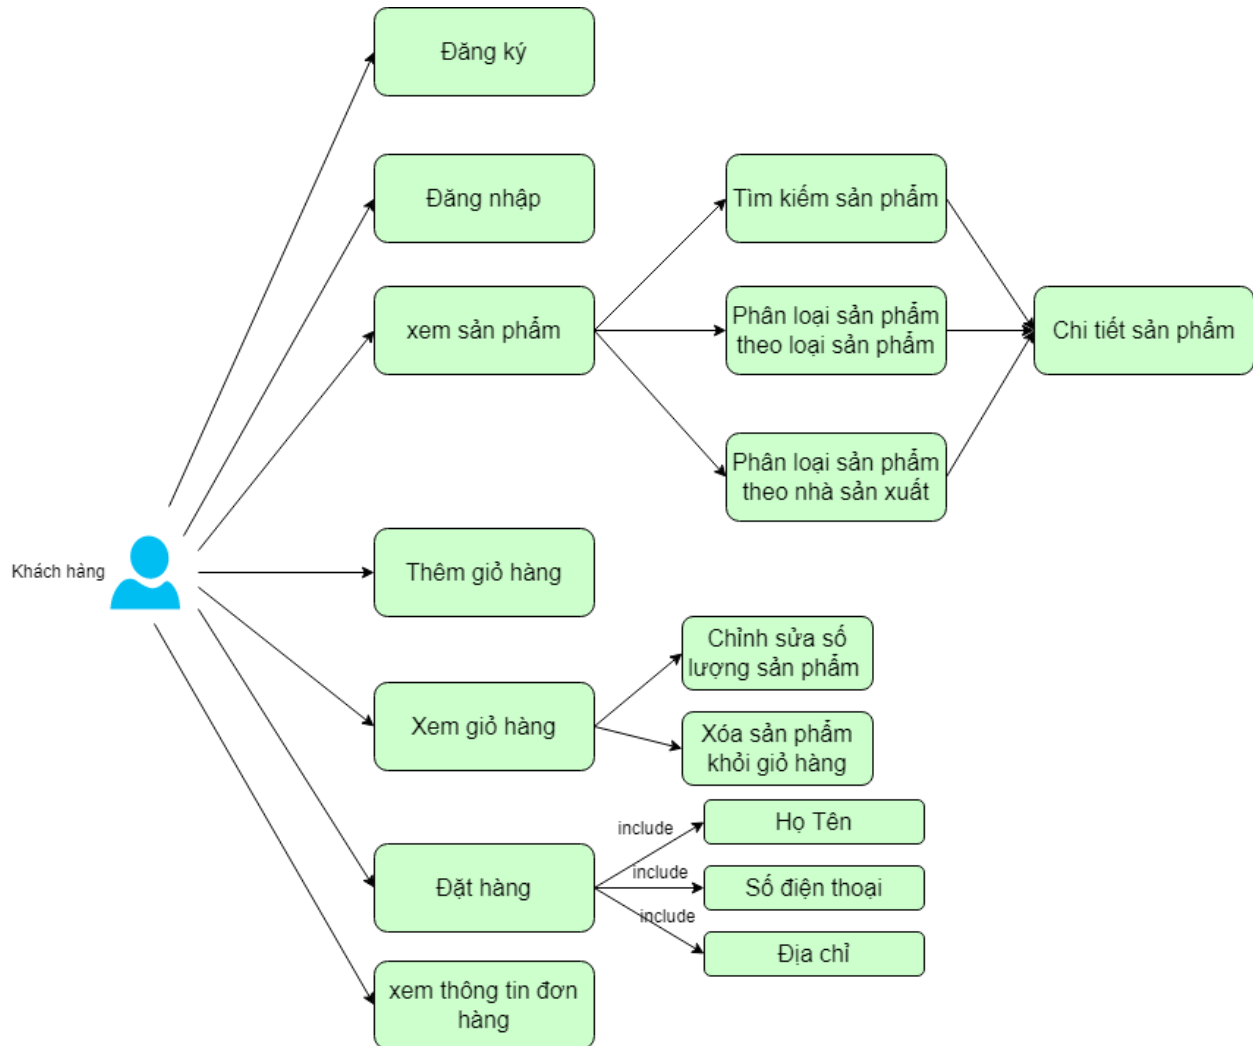 Đăng ký
Đăng nhập
Tìm kiếm sản phẩm
xem sản phẩm
Phân loại sản phẩm
theo loại sản phẩm
Chi tiết sản phẩm
Phân loại sản phẩm
theo nhà sản xuất
Khách hàng
Thêm giỏ hàng
Chỉnh sửa số
lượng sản phẩm
Xem giỏ hàng
Xóa sản phẩm
khỏi giỏ hàng
include
Họ Tên
Đặt hàng
include
Số điện thoại
include
Địa chỉ
xem thông tin đơn
hàng